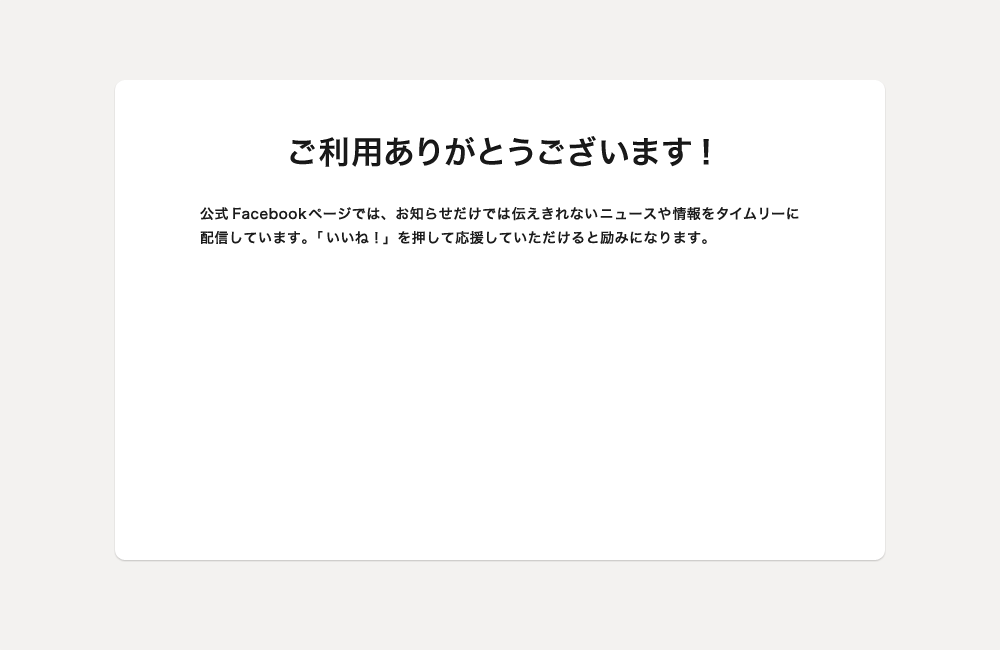 ご利用ありがとうございます！
公式Facebookページでは、お知らせだけでは伝えきれないニュースや情報をタイムリーに
配信しています。「いいね！」を押して応援していただけると励みになります。